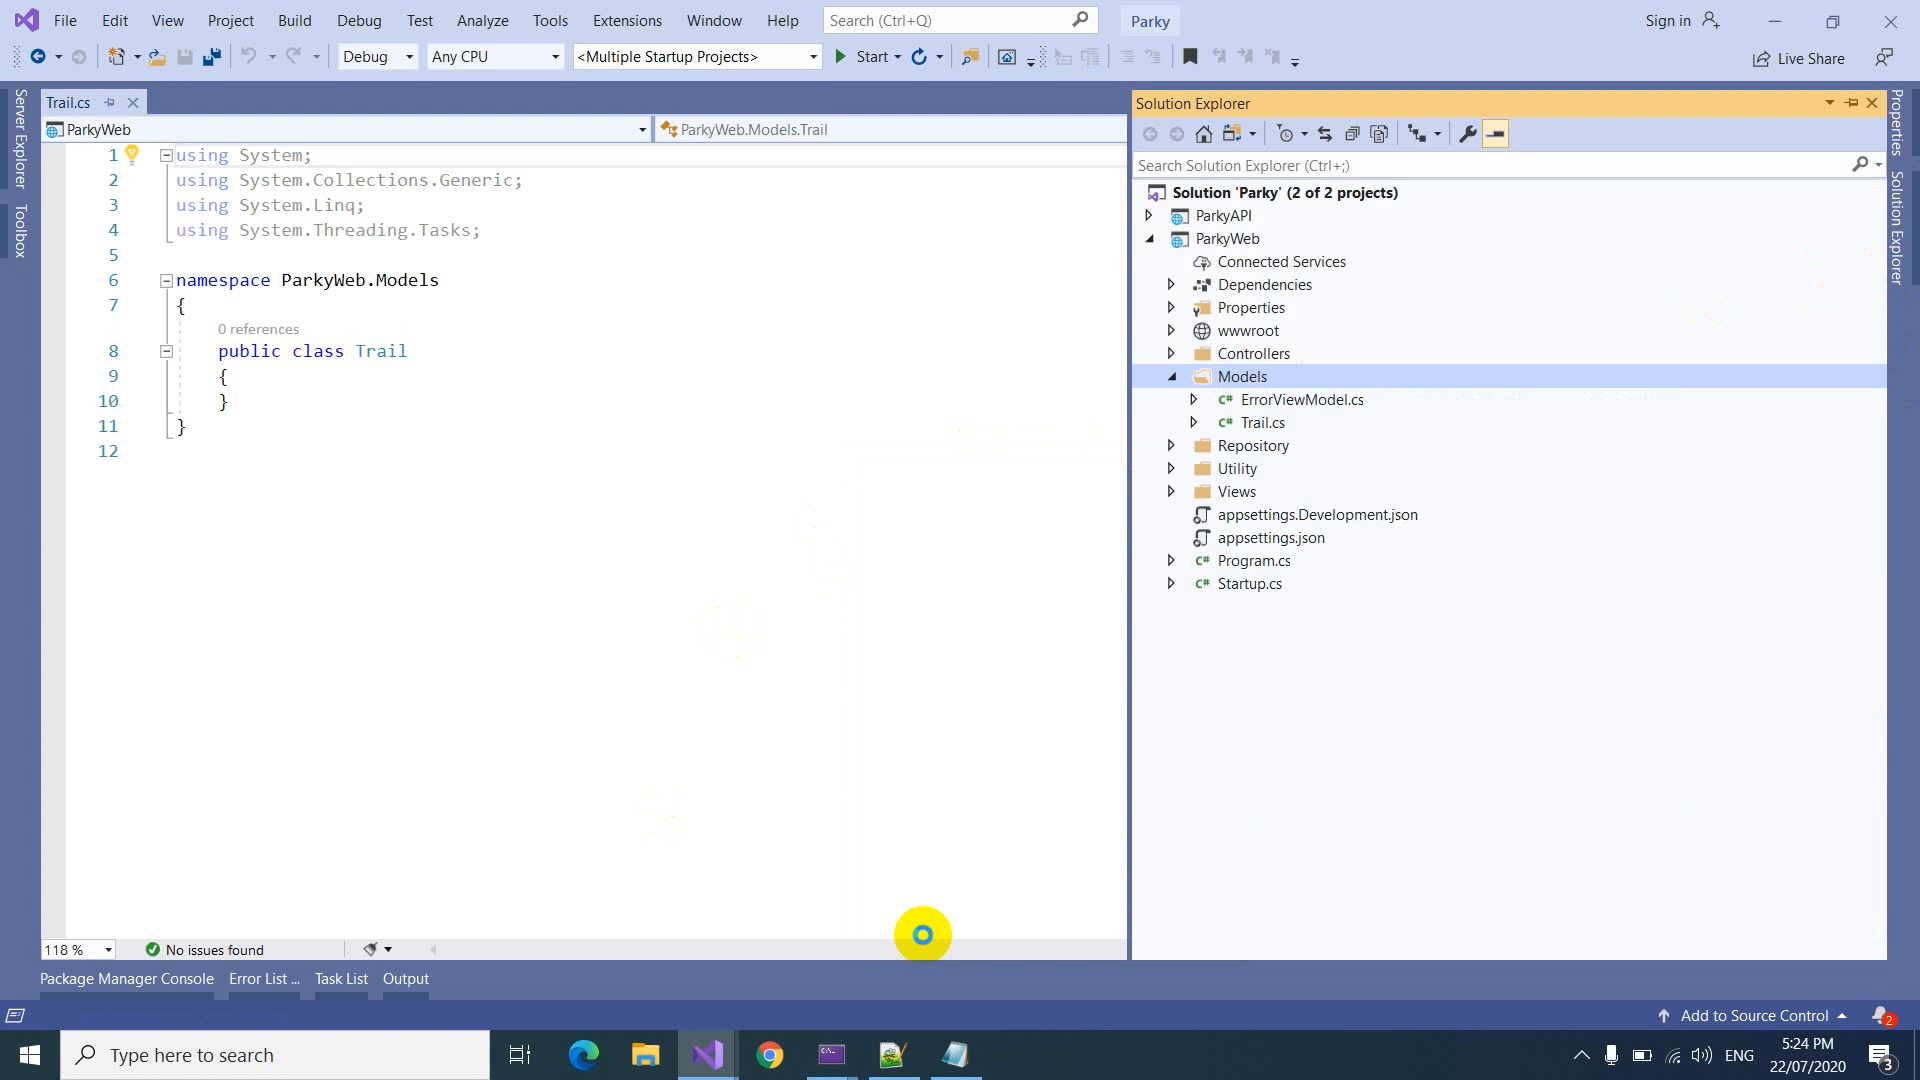 File Edit View Project Build Debug Test Analyze Tools Extensions Window Help Search (Ctrl+Q) Parky Sign in
Debug Any CPU <Multiple Startup Projects> Start Live Share
Server Explorer
Toolbox
Trail.cs
ParkyWeb ParkyWeb.Models.Trail
1 using System;
2 using System.Collections.Generic;
3 using System.Linq;
4 using System.Threading.Tasks;
5
6 namespace ParkyWeb.Models
7 {
0 references
8 public class Trail
9 {
10 }
11 }
12
118 % No issues found
Solution Explorer
Search Solution Explorer (Ctrl+;)
Solution 'Parky' (2 of 2 projects)
ParkyAPI
ParkyWeb
Connected Services
Dependencies
Properties
wwwroot
Controllers
Models
C# ErrorViewModel.cs
C# Trail.cs
Repository
Utility
Views
appsettings.Development.json
appsettings.json
C# Program.cs
C# Startup.cs
Properties
Solution Explorer
Package Manager Console Error List ... Task List Output
Add to Source Control 2
Type here to search ENG 5:24 PM
22/07/2020 3